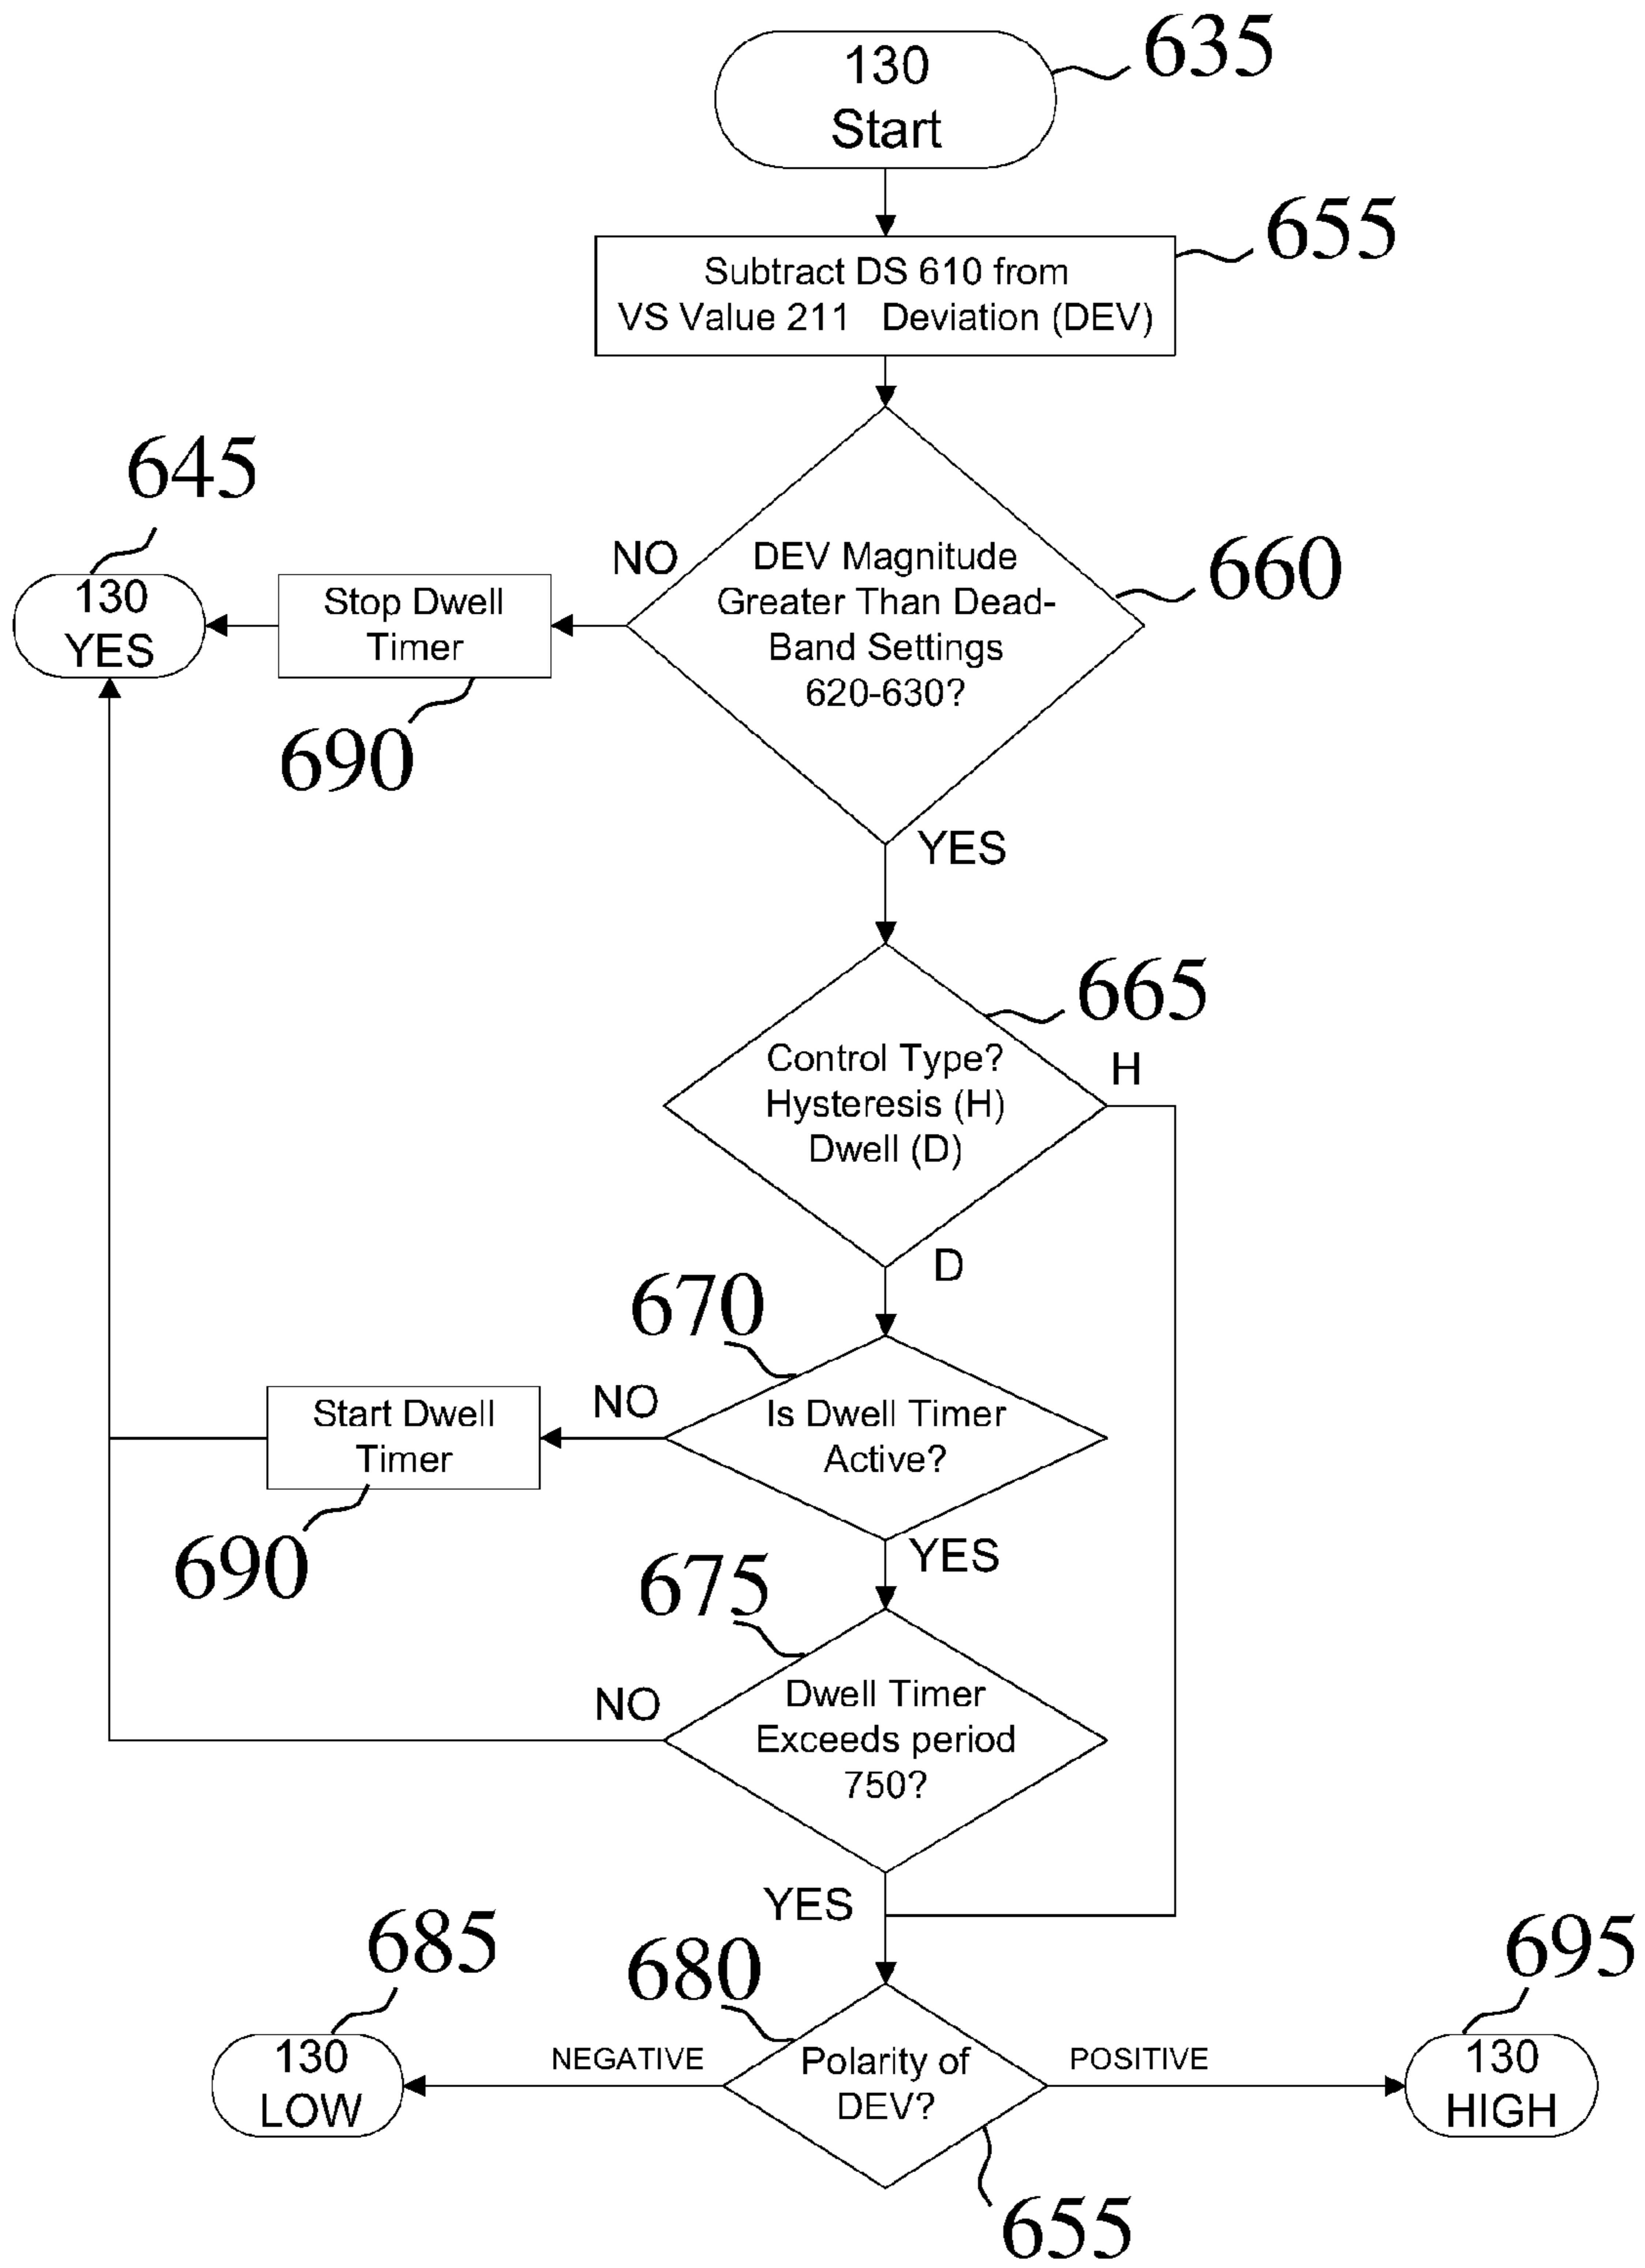 130
Start
635
Subtract DS 610 from
VS Value 211 Deviation (DEV)
655
645
130
YES
Stop Dwell
Timer
690
NO
DEV Magnitude
Greater Than Dead-
Band Settings
620-630?
660
YES
665
Control Type?
Hysteresis (H)
Dwell (D)
H
D
670
Is Dwell Timer
Active?
NO
Start Dwell
Timer
690
YES
675
Dwell Timer
Exceeds period
750?
NO
YES
685
130
LOW
680
NEGATIVE
Polarity of
DEV?
POSITIVE
695
130
HIGH
655